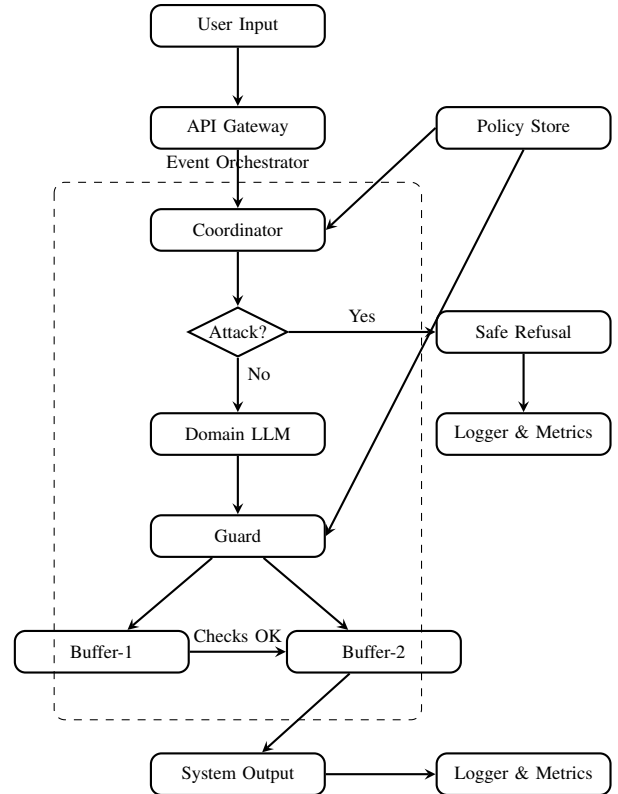 User Input
API Gateway
Policy Store
Event Orchestrator
Coordinator
Attack?
Yes
Safe Refusal
No
Domain LLM
Logger & Metrics
Guard
Checks OK
Buffer-1
Buffer-2
System Output
Logger & Metrics